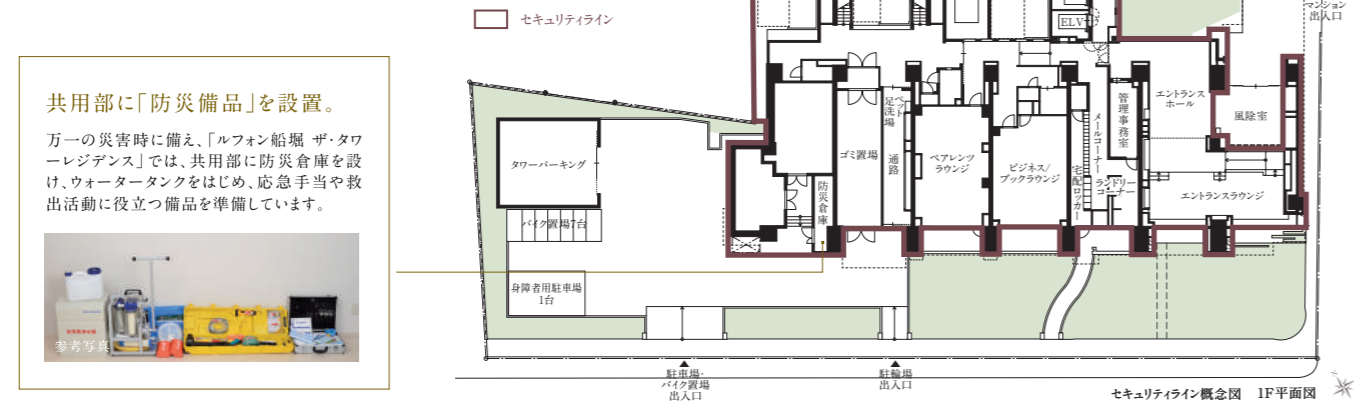 セキュリティライン
共用部に「防災備品」を設置。
万一の災害時に備え、「ルフォン船堀 ザ・タワ
ーレジデンス」では、共用部に防災倉庫を設
け、ウォータータンクをはじめ、応急手当や救
出活動に役立つ備品を準備しています。
参考写真
マンション
出入口
ELV
タワーパーキング
バイク置場7台
身障者用駐車場
1台
防災倉庫
ゴミ置場
ペット
足洗場
通路
ペアレンツ
ラウンジ
ビジネス/
ブックラウンジ
宅配ロッカー
メールコーナー
管理事務室
ランドリー
コーナー
エントランス
ホール
風除室
エントランスラウンジ
駐車場・
バイク置場
出入口
駐輪場
出入口
セキュリティライン概念図 1F平面図